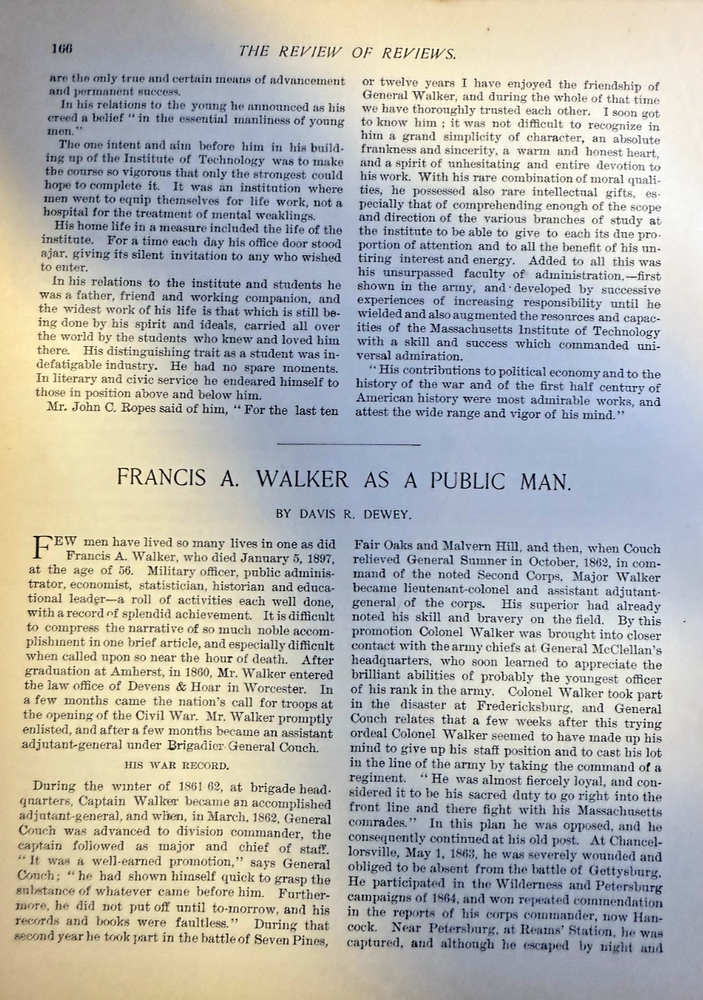 166
THE REVIEW OF REVIEWS.
are the only true and certain means of advancement
and permanent success.
In his relations to the young he announced as his
creed a belief "in the essential manliness of young
men."
The one intent and aim before him in his build-
ing up of the Institute of Technology was to make
the course so vigorous that only the strongest could
hope to complete it. It was an institution where
men went to equip themselves for life work, not a
hospital for the treatment of mental weaklings.
His home life in a measure included the life of the
institute. For a time each day his office door stood
ajar, giving its silent invitation to any who wished
to enter.
In his relations to the institute and students he
was a father, friend and working companion, and
the widest work of his life is that which is still be-
ing done by his spirit and ideals, carried all over
the world by the students who knew and loved him
there. His distinguishing trait as a student was in-
defatigable industry. He had no spare moments.
In literary and civic service he endeared himself to
those in position above and below him.
Mr. John C. Ropes said of him, "For the last ten
or twelve years I have enjoyed the friendship of
General Walker, and during the whole of that time
we have thoroughly trusted each other. I soon got
to know him; it was not difficult to recognize in
him a grand simplicity of character, an absolute
frankness and sincerity, a warm and honest heart,
and a spirit of unhesitating and entire devotion to
his work. With his rare combination of moral quali-
ties, he possessed also rare intellectual gifts, es-
pecially that of comprehending enough of the scope
and direction of the various branches of study at
the institute to be able to give to each its due pro-
portion of attention and to all the benefit of his un-
tiring interest and energy. Added to all this was
his unsurpassed faculty of administration,—first
shown in the army, and developed by successive
experiences of increasing responsibility until he
wielded and also augmented the resources and capac-
ities of the Massachusetts Institute of Technology
with a skill and success which commanded uni-
versal admiration.
"His contributions to political economy and to the
history of the war and of the first half century of
American history were most admirable works, and
attest the wide range and vigor of his mind."
FRANCIS A. WALKER AS A PUBLIC MAN.
BY DAVIS R. DEWEY.
FEW men have lived so many lives in one as did
Francis A. Walker, who died January 5, 1897,
at the age of 56. Military officer, public adminis-
trator, economist, statistician, historian and educa-
tional leader—a roll of activities each well done,
with a record of splendid achievement. It is difficult
to compress the narrative of so much noble accom-
plishment in one brief article, and especially difficult
when called upon so near the hour of death. After
graduation at Amherst, in 1860, Mr. Walker entered
the law office of Devens & Hoar in Worcester. In
a few months came the nation's call for troops at
the opening of the Civil War. Mr. Walker promptly
enlisted, and after a few months became an assistant
adjutant-general under Brigadier General Couch.
HIS WAR RECORD.
During the winter of 1861 62, at brigade head-
quarters, Captain Walker became an accomplished
adjutant-general, and when, in March, 1862, General
Couch was advanced to division commander, the
captain followed as major and chief of staff.
"It was a well-earned promotion," says General
Couch; "he had shown himself quick to grasp the
substance of whatever came before him. Further-
more, he did not put off until to-morrow, and his
records and books were faultless." During that
second year he took part in the battle of Seven Pines,
Fair Oaks and Malvern Hill, and then, when Couch
relieved General Sumner in October, 1862, in com-
mand of the noted Second Corps, Major Walker
became lieutenant-colonel and assistant adjutant-
general of the corps. His superior had already
noted his skill and bravery on the field. By this
promotion Colonel Walker was brought into closer
contact with the army chiefs at General McClellan's
headquarters, who soon learned to appreciate the
brilliant abilities of probably the youngest officer
of his rank in the army. Colonel Walker took part
in the disaster at Fredericksburg, and General
Couch relates that a few weeks after this trying
ordeal Colonel Walker seemed to have made up his
mind to give up his staff position and to cast his lot
in the line of the army by taking the command of a
regiment. "He was almost fiercely loyal, and con-
sidered it to be his sacred duty to go right into the
front line and there fight with his Massachusetts
comrades." In this plan he was opposed, and he
consequently continued at his old post. At Chancel-
lorsville, May 1, 1863, he was severely wounded and
obliged to be absent from the battle of Gettysburg.
He participated in the Wilderness and Petersburg
campaigns of 1864, and won repeated commendation
in the reports of his corps commander, now Han-
cock. Near Petersburg, at Reams' Station, he was
captured, and although he escaped by night and